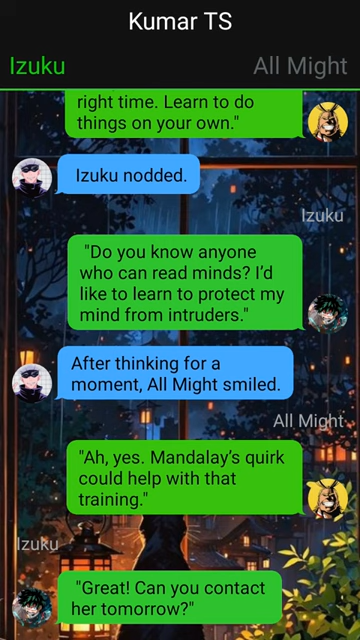 Kumar TS
Izuku
All Might
right time. Learn to do
things on your own."
Izuku nodded.
Izuku
"Do you know anyone
who can read minds? I'd
like to learn to protect my
mind from intruders."
After thinking for a
moment, All Might smiled.
All Might
"Ah, yes. Mandalay's quirk
could help with that
training."
Izuku
"Great! Can you contact
her tomorrow?"